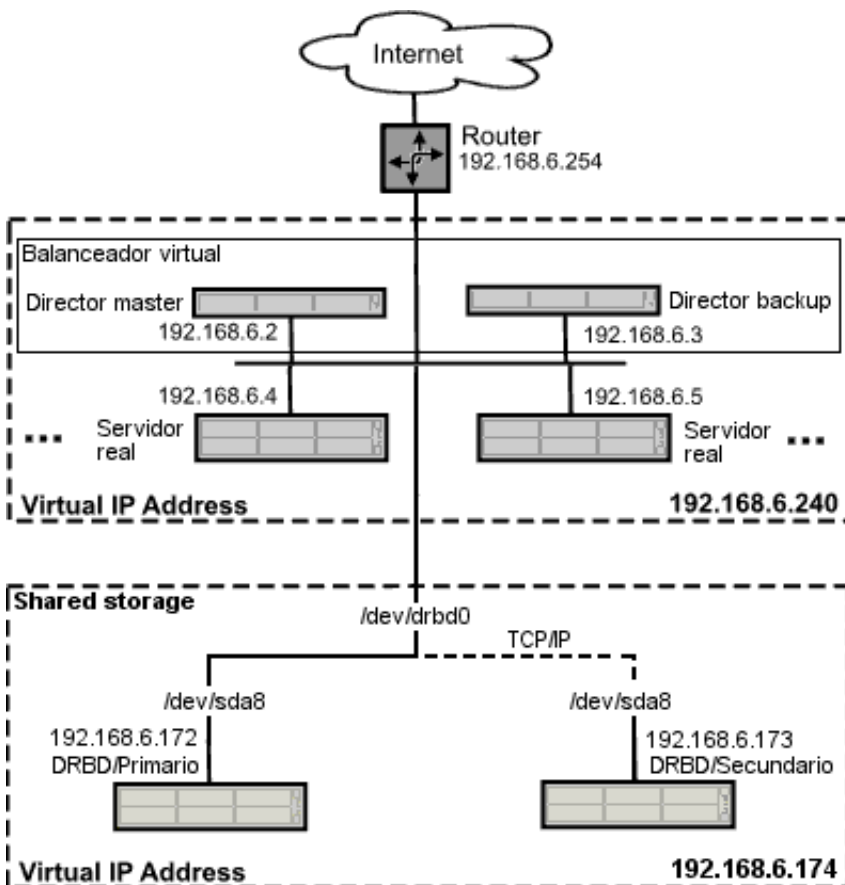 Internet
Router
192.168.6.254
Balanceador virtual
Director master
192.168.6.2
Director backup
192.168.6.3
192.168.6.4
192.168.6.5
... Servidor
real
Servidor ...
real
Virtual IP Address
192.168.6.240
Shared storage
/dev/drbd0
TCP/IP
/dev/sda8
/dev/sda8
192.168.6.172
DRBD/Primario
192.168.6.173
DRBD/Secundario
Virtual IP Address
192.168.6.174